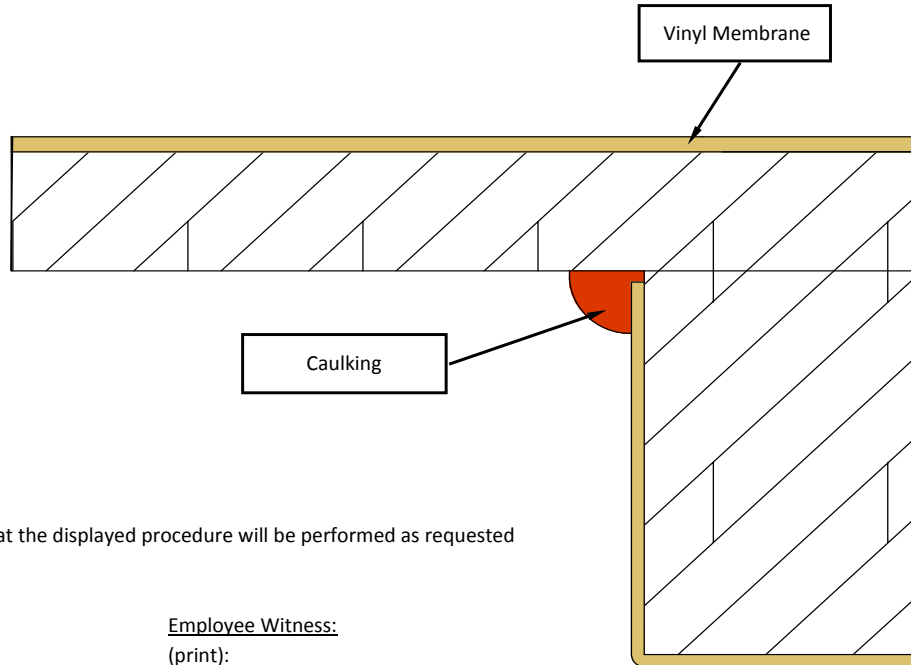 Vinyl Membrane
Caulking
at the displayed procedure will be performed as requested
Employee Witness:
(print):